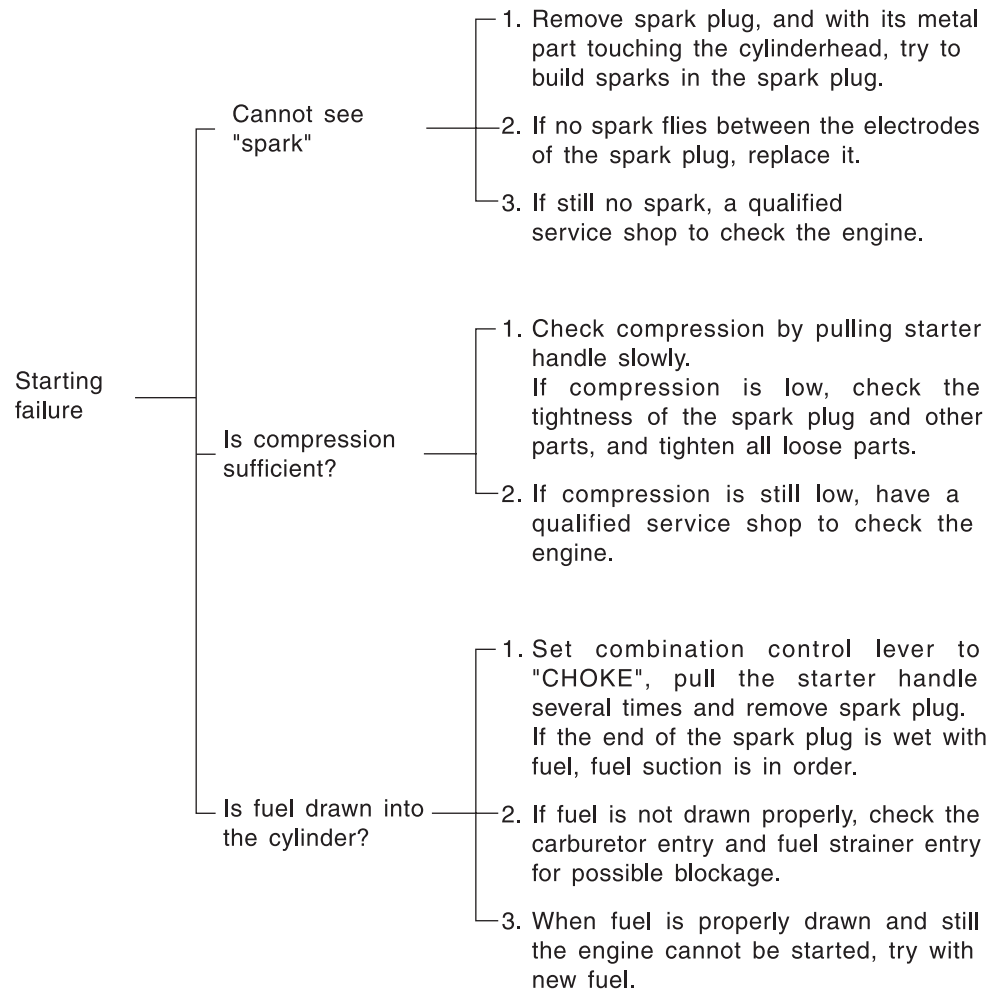 Starting
failure
Cannot see
"spark"
1. Remove spark plug, and with its metal
part touching the cylinderhead, try to
build sparks in the spark plug.
2. If no spark flies between the electrodes
of the spark plug, replace it.
3. If still no spark, a qualified
service shop to check the engine.
Is compression
sufficient?
1. Check compression by pulling starter
handle slowly.
If compression is low, check the
tightness of the spark plug and other
parts, and tighten all loose parts.
2. If compression is still low, have a
qualified service shop to check the
engine.
Is fuel drawn into
the cylinder?
1. Set combination control lever to
"CHOKE", pull the starter handle
several times and remove spark plug.
If the end of the spark plug is wet with
fuel, fuel suction is in order.
2. If fuel is not drawn properly, check the
carburetor entry and fuel strainer entry
for possible blockage.
3. When fuel is properly drawn and still
the engine cannot be started, try with
new fuel.